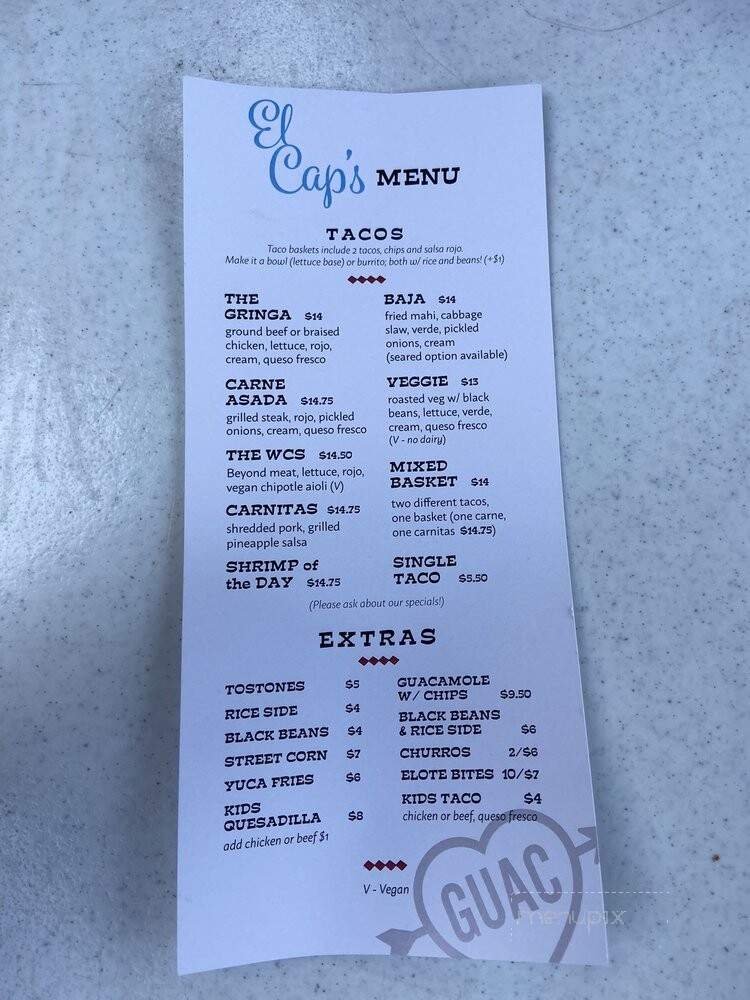 El
Cap's MENU
TACOS
Taco baskets include 2 tacos, chips and salsa rojo.
Make it a bowl (lettuce base) or burrito; both w/ rice and beans! (+$1)
THE
GRINGA $14
ground beef or braised
chicken, lettuce, rojo,
cream, queso fresco
CARNE
ASADA $14.75
grilled steak, rojo, pickled
onions, cream, queso fresco
THE WCS $14.50
Beyond meat, lettuce, rojo,
vegan chipotle aioli (V)
CARNITAS $14.75
shredded pork, grilled
pineapple salsa
SHRIMP of
the DAY $14.75
BAJA $14
fried mahi, cabbage
slaw, verde, pickled
onions, cream
(seared option available)
VEGGIE $13
roasted veg w/ black
beans, lettuce, verde,
cream, queso fresco
(V - no dairy)
MIXED
BASKET $14
two different tacos,
one basket (one carne,
one carnitas $14.75)
SINGLE
TACO $5.50
(Please ask about our specials!)
EXTRAS
TOSTONES $5
RICE SIDE $4
BLACK BEANS $4
STREET CORN $7
YUCA FRIES $6
KIDS
QUESADILLA $8
add chicken or beef $1
GUACAMOLE
W/ CHIPS $9.50
BLACK BEANS
& RICE SIDE $6
CHURROS 2/$6
ELOTE BITES 10/$7
KIDS TACO $4
chicken or beef, queso fresco
V - Vegan
GUAC
menupix